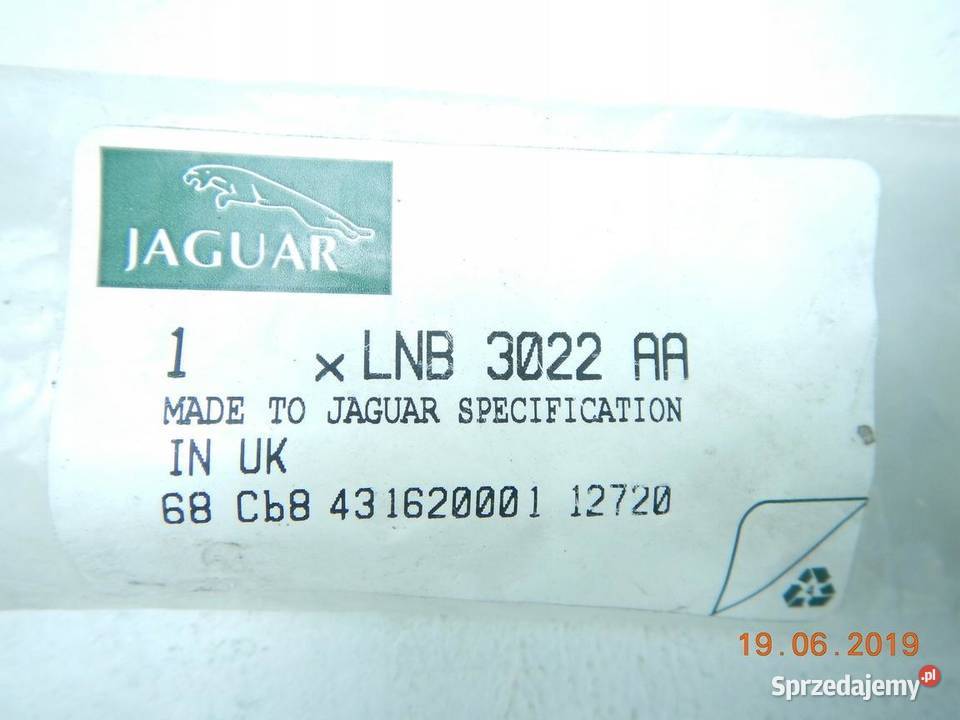 JAGUAR
1 x LNB 3022 AA
MADE TO JAGUAR SPECIFICATION
IN UK
68 Cb8 431620001 12720
4
19.06.2019
Sprzedajemy.pl